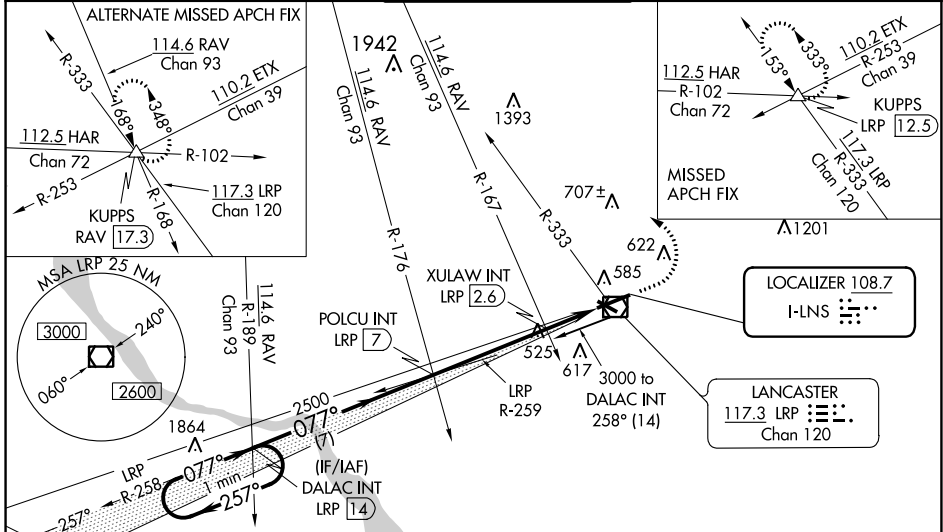 ALTERNATE MISSED APCH FIX
114.6 RAV
Chan 93
R-333
110.2 ETX
Chan 39
168°
348°
112.5 HAR
Chan 72
R-102
R-253
117.3 LRP
Chan 120
R-168
KUPPS
RAV 17.3
1942
114.6 RAV
Chan 93
114.6 RAV
Chan 93
1393
R-167
R-333
707±
R-176
622
585
XULAW INT
LRP 2.6
POLCU INT
LRP 7
525
617
LRP
R-259
3000 to
DALAC INT
258° (14)
110.2 ETX
R-253
Chan 39
153°
333°
112.5 HAR
R-102
Chan 72
KUPPS
LRP 12.5
117.3 LRP
R-333
Chan 120
MISSED
APCH FIX
1201
LOCALIZER 108.7
I-LNS
LANCASTER
117.3 LRP
Chan 120
MSA LRP 25 NM
3000
240°
060°
2600
114.6 RAV
R-189
Chan 93
2500
077°
(7)
1864
LRP
R-258
077°
1 min
257°
257°
(IF/IAF)
DALAC INT
LRP 14